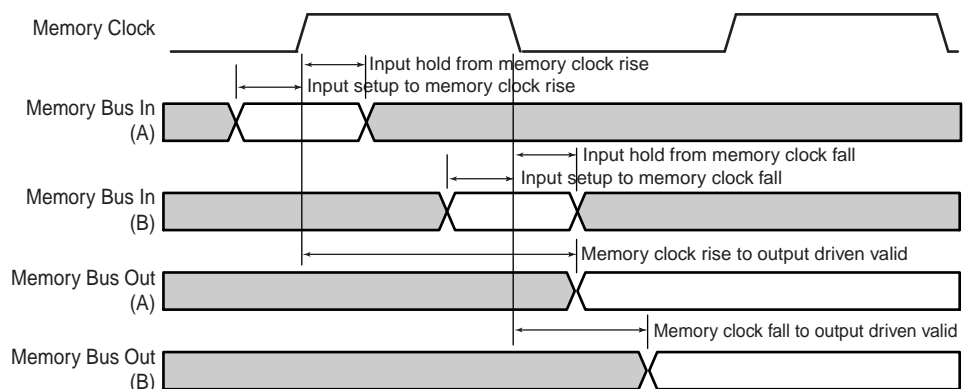 Memory Clock
Input hold from memory clock rise
Input setup to memory clock rise
Memory Bus In
(A)
Input hold from memory clock fall
Input setup to memory clock fall
Memory Bus In
(B)
Memory clock rise to output driven valid
Memory Bus Out
(A)
Memory clock fall to output driven valid
Memory Bus Out
(B)